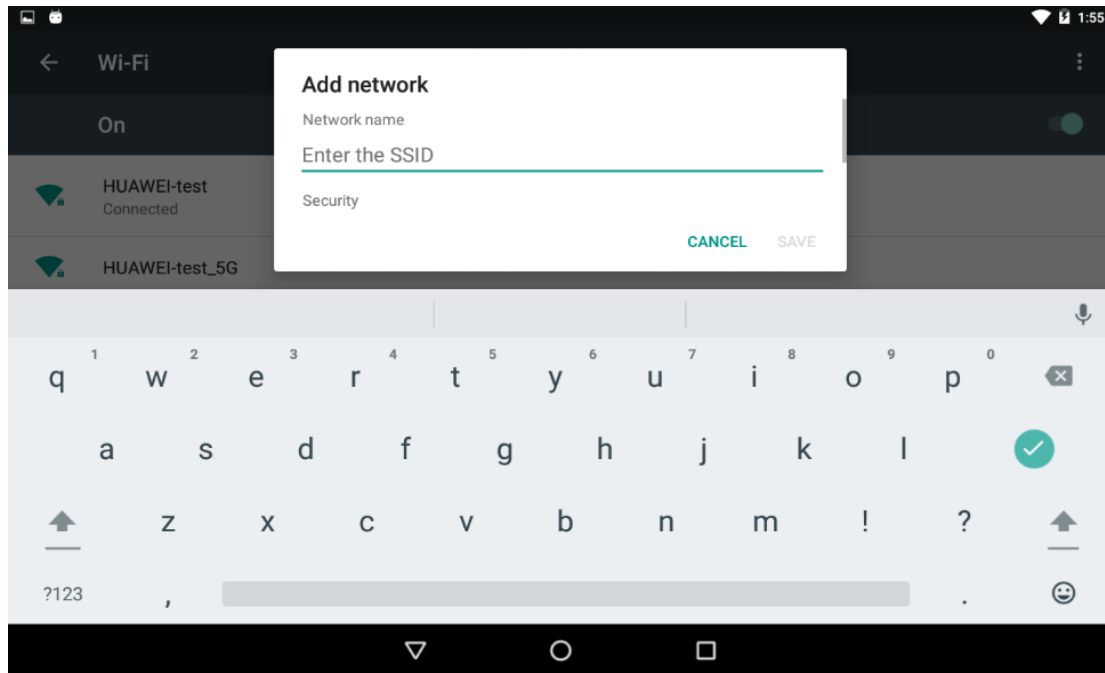 1:55
Wi-Fi
On
HUAWEI-test
Connected
HUAWEI-test_5G
Add network
Network name
Enter the SSID
Security
CANCEL SAVE
1 2 3 4 5 6 7 8 9 0
q w e r t y u i o p
a s d f g h j k l
z x c v b n m ! ?
?123 , .